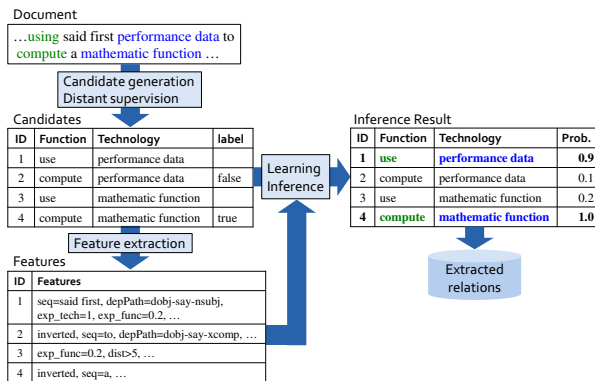 Document
…using said first performance data to
compute a mathematic function …
Candidate generation
Distant supervision
Candidates
ID Function Technology label
1 use performance data
2 compute performance data false
3 use mathematic function
4 compute mathematic function true
Feature extraction
Features
ID Features
1 seq=said first, depPath=dobj-say-nsubj,
exp_tech=1, exp_func=0.2, …
2 inverted, seq=to, depPath=dobj-say-xcomp, …
3 exp_func=0.2, dist>5, …
4 inverted, seq=a, …
Learning
Inference
Inference Result
ID Function Technology Prob.
1 use performance data 0.9
2 compute performance data 0.1
3 use mathematic function 0.2
4 compute mathematic function 1.0
Extracted
relations